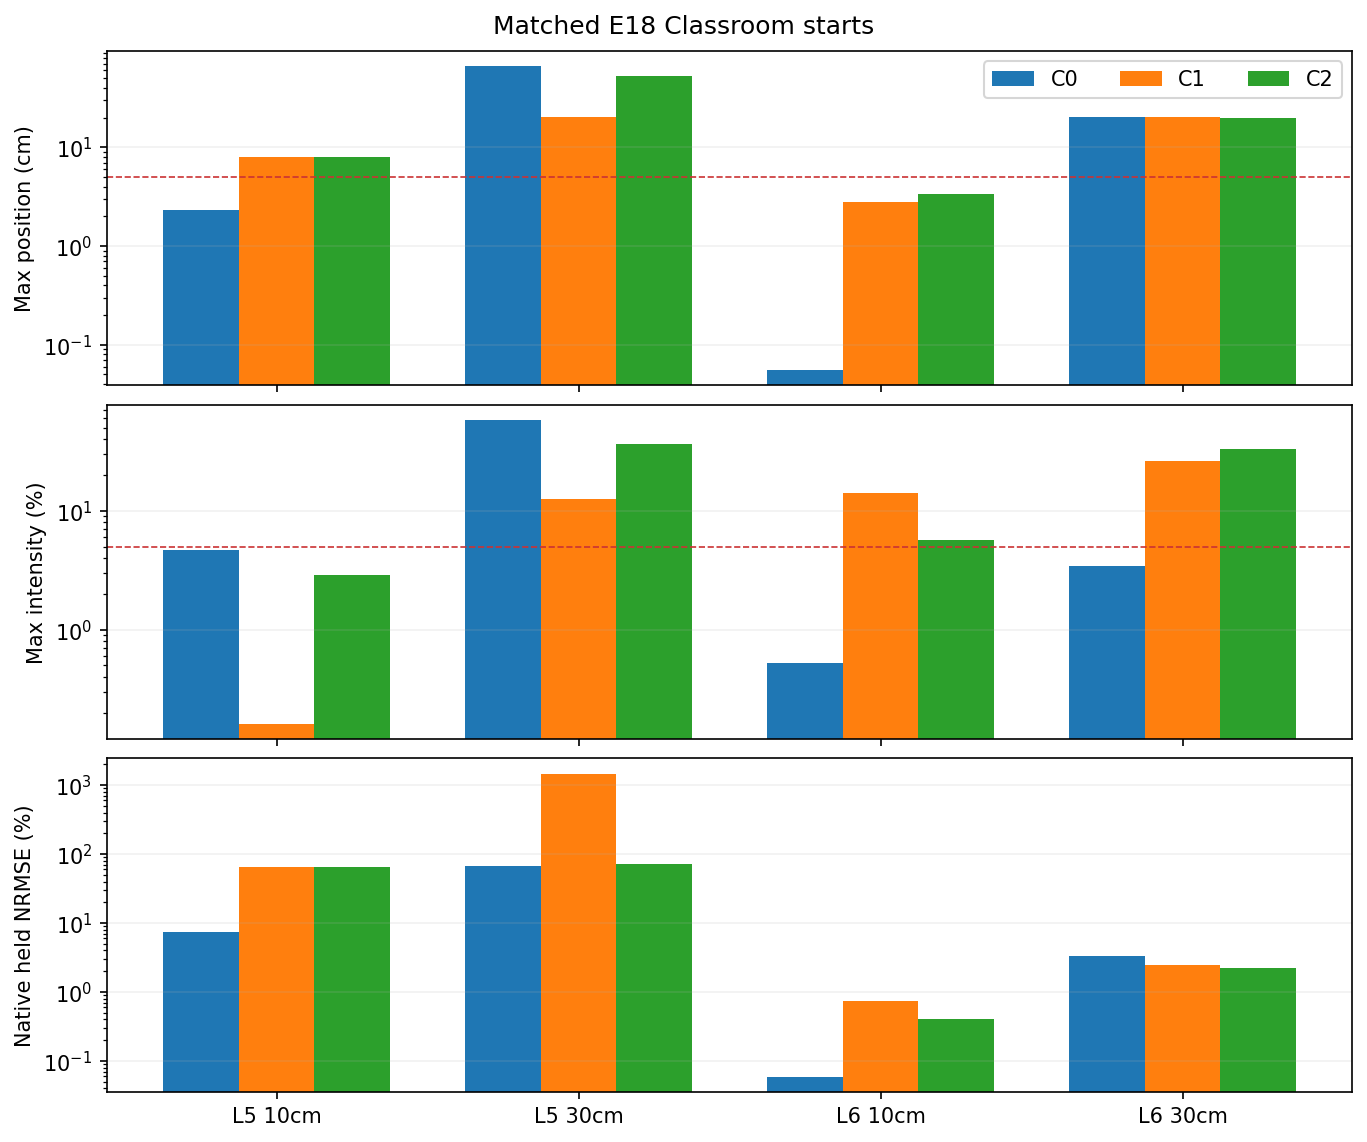 Matched E18 Classroom starts
C0 C1 C2
Max position (cm)
10¹
10⁰
10⁻¹
Max intensity (%)
10¹
10⁰
Native held NRMSE (%)
10³
10²
10¹
10⁰
10⁻¹
L5 10cm L5 30cm L6 10cm L6 30cm